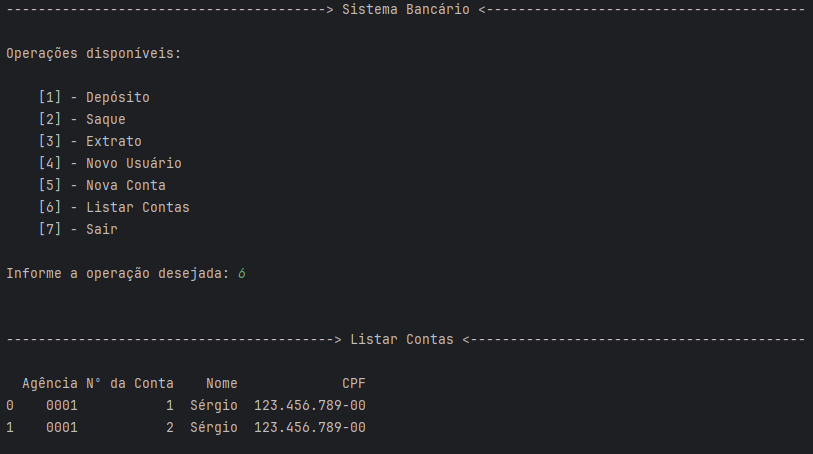 ----------------------------------------> Sistema Bancário <----------------------------------------
Operações disponíveis:
[1] - Depósito
[2] - Saque
[3] - Extrato
[4] - Novo Usuário
[5] - Nova Conta
[6] - Listar Contas
[7] - Sair
Informe a operação desejada: 6
-----------------------------------------> Listar Contas <------------------------------------------
Agência N° da Conta Nome CPF
0 0001 1 Sérgio 123.456.789-00
1 0001 2 Sérgio 123.456.789-00